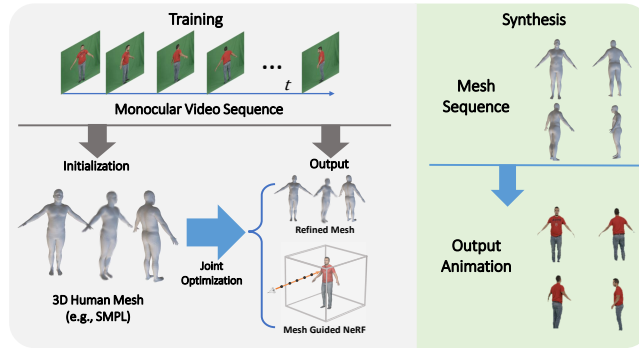 Training
...
t
Monocular Video Sequence
Initialization
Output
Joint
Optimization
Refined Mesh
3D Human Mesh
(e.g., SMPL)
Mesh Guided NeRF
Synthesis
Mesh
Sequence
Output
Animation